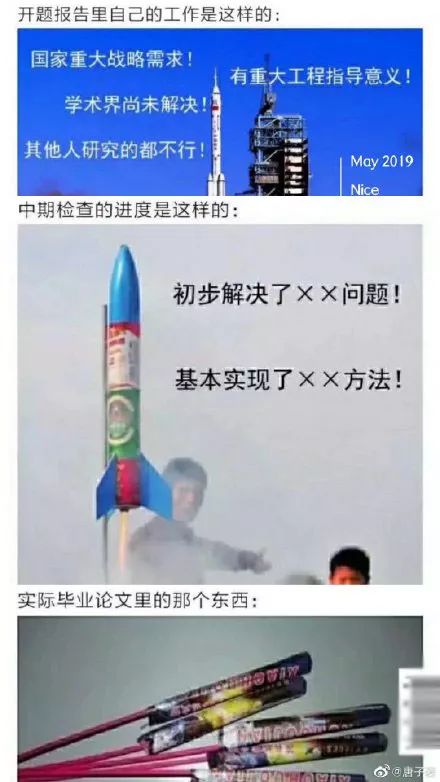 开题报告里自己的工作是这样的：
国家重大战略需求！
有重大工程指导意义！
学术界尚未解决！
其他人研究的都不行！
May 2019
Nice
中期检查的进度是这样的：
初步解决了××问题！
基本实现了××方法！
实际毕业论文里的那个东西：